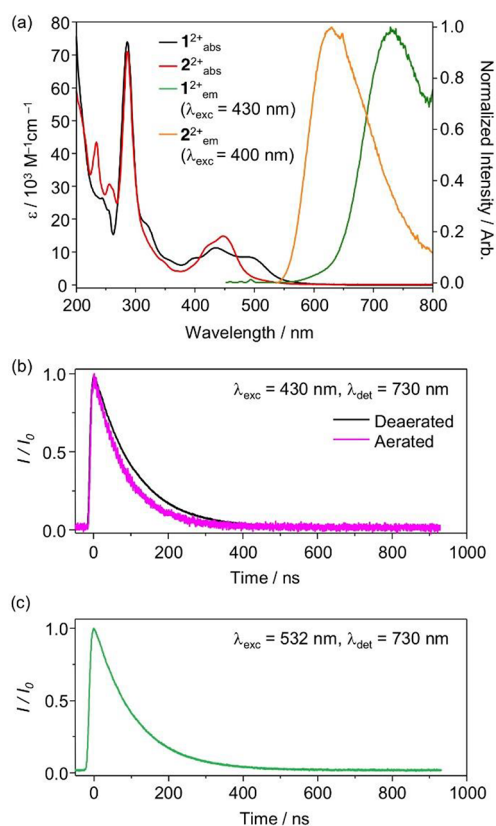 (a)
80
70
60
50
40
30
20
10
0
ε / 10³ M⁻¹cm⁻¹
1²⁺abs
2²⁺abs
1²⁺em
(λexc = 430 nm)
2²⁺em
(λexc = 400 nm)
1.0
0.8
0.6
0.4
0.2
0.0
Normalized Intensity / Arb.
200 300 400 500 600 700 800
Wavelength / nm
(b)
1.0
0.5
0.0
I / I₀
λexc = 430 nm, λdet = 730 nm
Deaerated
Aerated
0 200 400 600 800 1000
Time / ns
(c)
1.0
0.5
0.0
I / I₀
λexc = 532 nm, λdet = 730 nm
0 200 400 600 800 1000
Time / ns